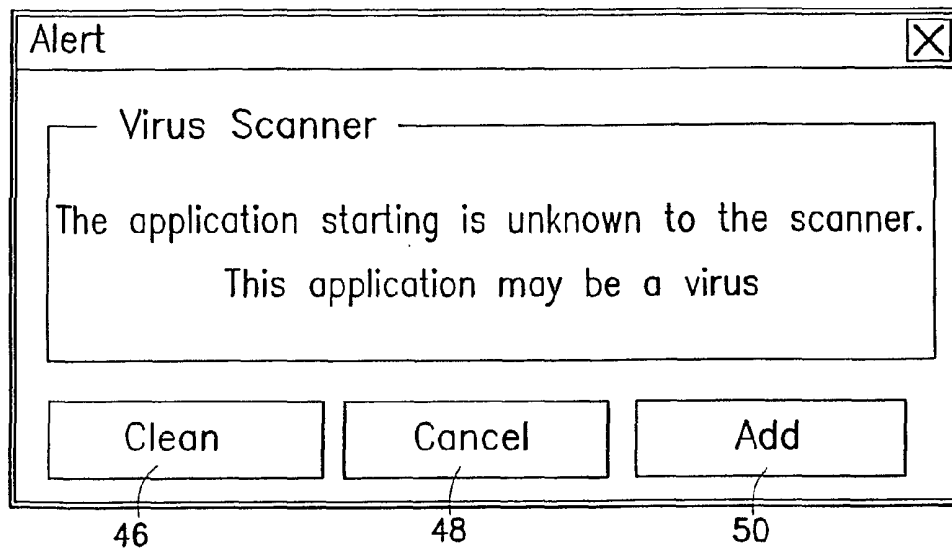 Alert
Virus Scanner
The application starting is unknown to the scanner.
This application may be a virus
Clean Cancel Add
46 48 50